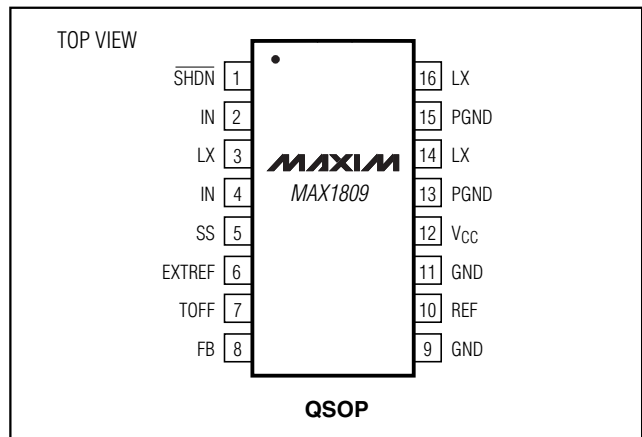 TOP VIEW
SHDN 1
IN 2
LX 3
IN 4
SS 5
EXTREF 6
TOFF 7
FB 8
MAXIM
MAX1809
16 LX
15 PGND
14 LX
13 PGND
12 VCC
11 GND
10 REF
9 GND
QSOP